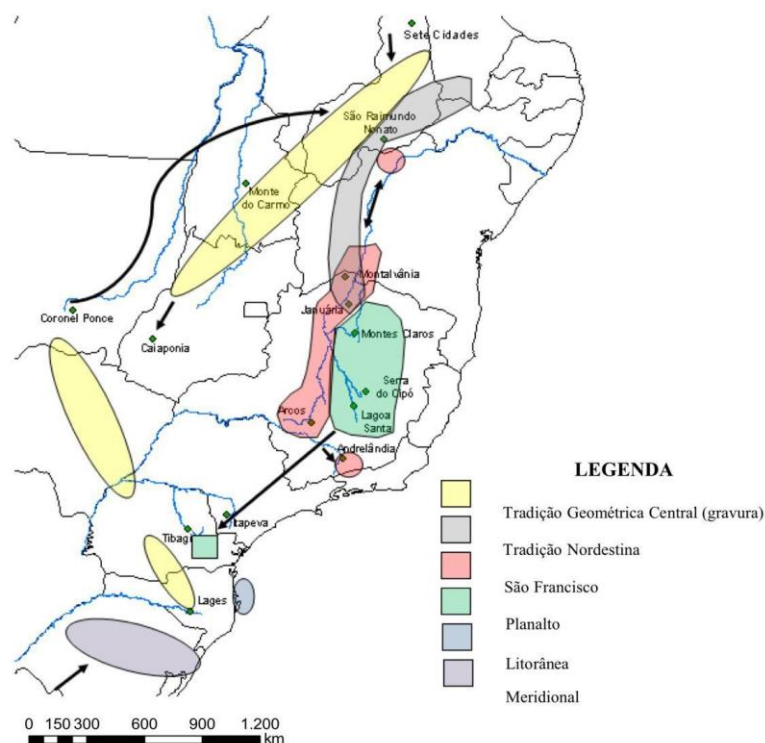 Sete Cidades
São Raimundo
Nonato
Monte
do Carmo
Coronel Ponce
Caiaponia
Montalvânia
Januária
Montes Claros
Serra
do Cipó
Arcos
Lagoa
Santa
Andrelândia
Itapeva
Tibagi
Lages
LEGENDA
Tradição Geométrica Central (gravura)
Tradição Nordestina
São Francisco
Planalto
Litorânea
Meridional
0 150 300 600 900 1.200
km